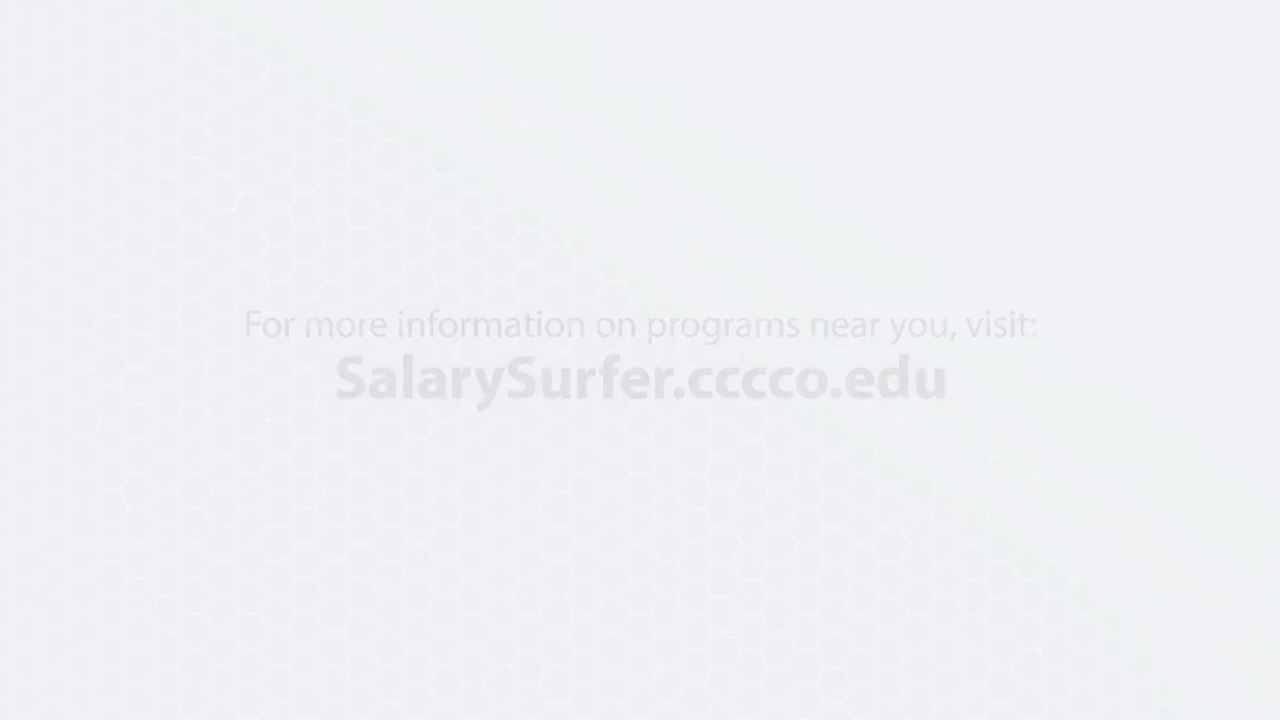 For more information on programs near you, visit:
SalarySurfer.cccco.edu